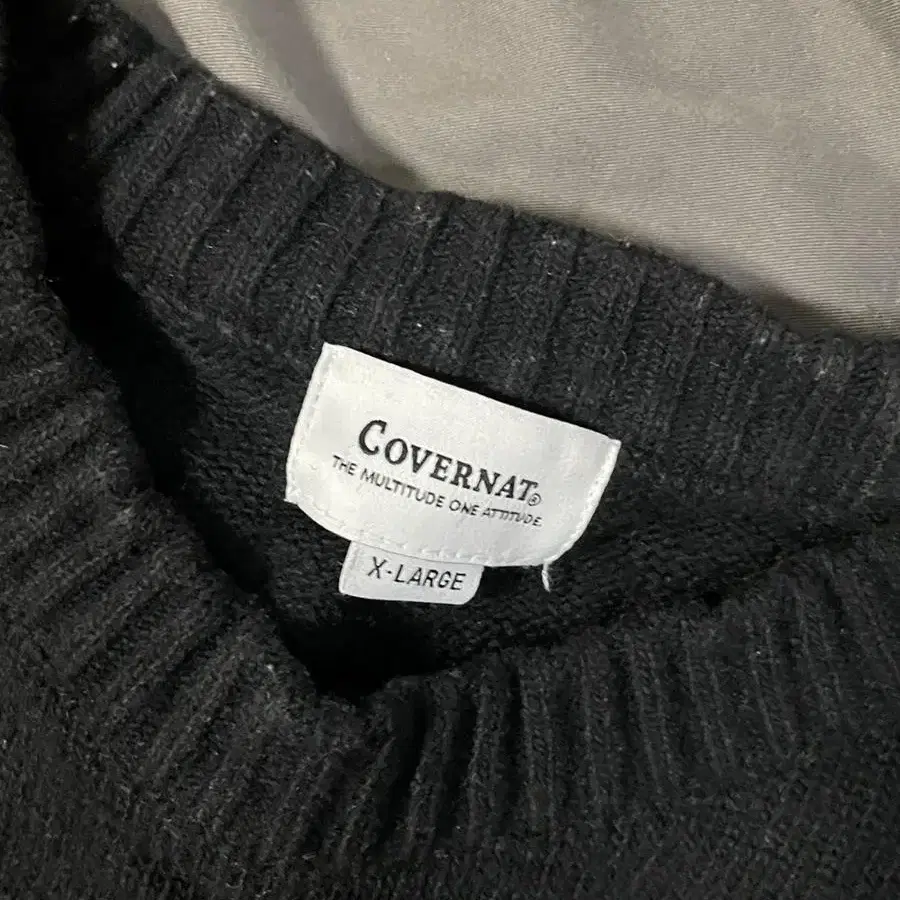 COVERNAT®
THE MULTITUDE ONE ATTITUDE
X-LARGE